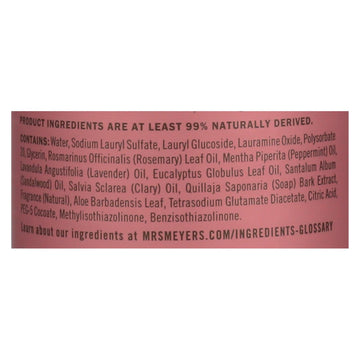 PRODUCT INGREDIENTS ARE AT LEAST 99% NATURALLY DERIVED.
CONTAINS: Water, Sodium Lauryl Sulfate, Lauryl Glucoside, Lauramine Oxide, Polysorbate
20, Glycerin, Rosmarinus Officinalis (Rosemary) Leaf Oil, Mentha Piperita (Peppermint) Oil,
Lavandula Angustifolia (Lavender) Oil, Eucalyptus Globulus Leaf Oil, Santalum Album
(Sandalwood) Oil, Salvia Sclarea (Clary) Oil, Quillaja Saponaria (Soap) Bark Extract,
Fragrance (Natural), Aloe Barbadensis Leaf, Tetrasodium Glutamate Diacetate, Citric Acid,
PEG-5 Cocoate, Methylisothiazolinone, Benzisothiazolinone.
Learn about our ingredients at MRSMEYERS.COM/INGREDIENTS-GLOSSARY